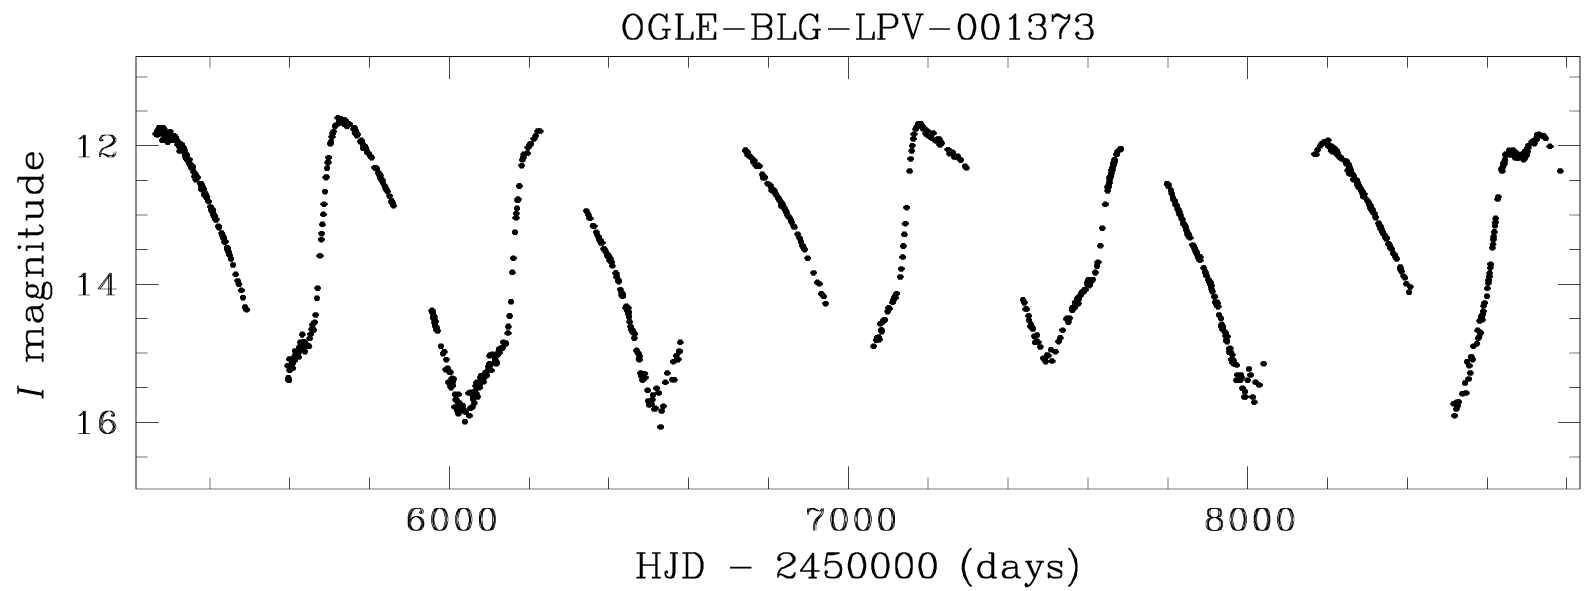 OGLE-BLG-LPV-001373
12
14
16
I magnitude
6000 7000 8000
HJD - 2450000 (days)